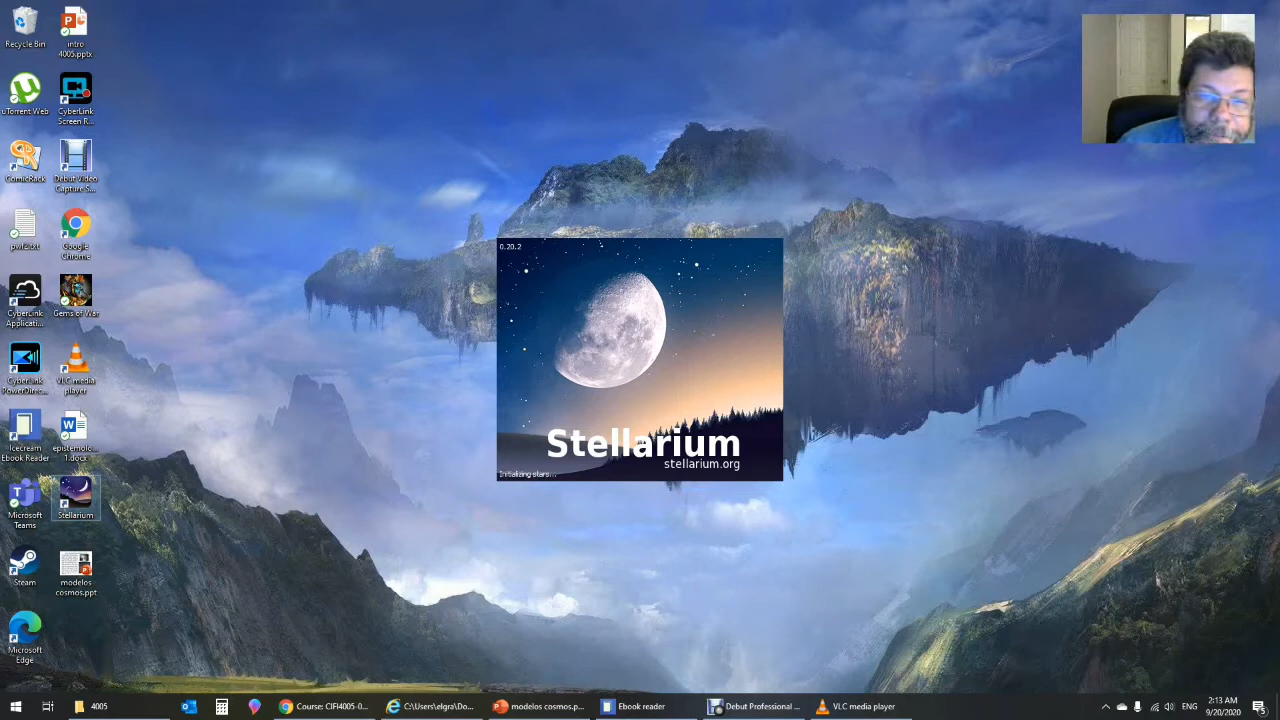 Recycle Bin
intro
4005.pptx
uTorrent Web
CyberLink
Screen R...
ComicRack
Debut Video
Capture S...
Google
Chrome
CyberLink
Applicati...
Gems of War
CyberLink
PowerDirec...
VLC media
player
Icecream
Ebook Reader
epistemolo...
1.docx
Microsoft
Teams
Stellarium
Steam
modelos
cosmos.ppt
Microsoft
Edge
0.20.2
Stellarium
stellarium.org
Initializing stars...
4005
Course: CIFI4005-0...
C:\Users\elgra\Do...
modelos cosmos.p...
Ebook reader
Debut Professional ...
VLC media player
ENG
2:13 AM
9/20/2020